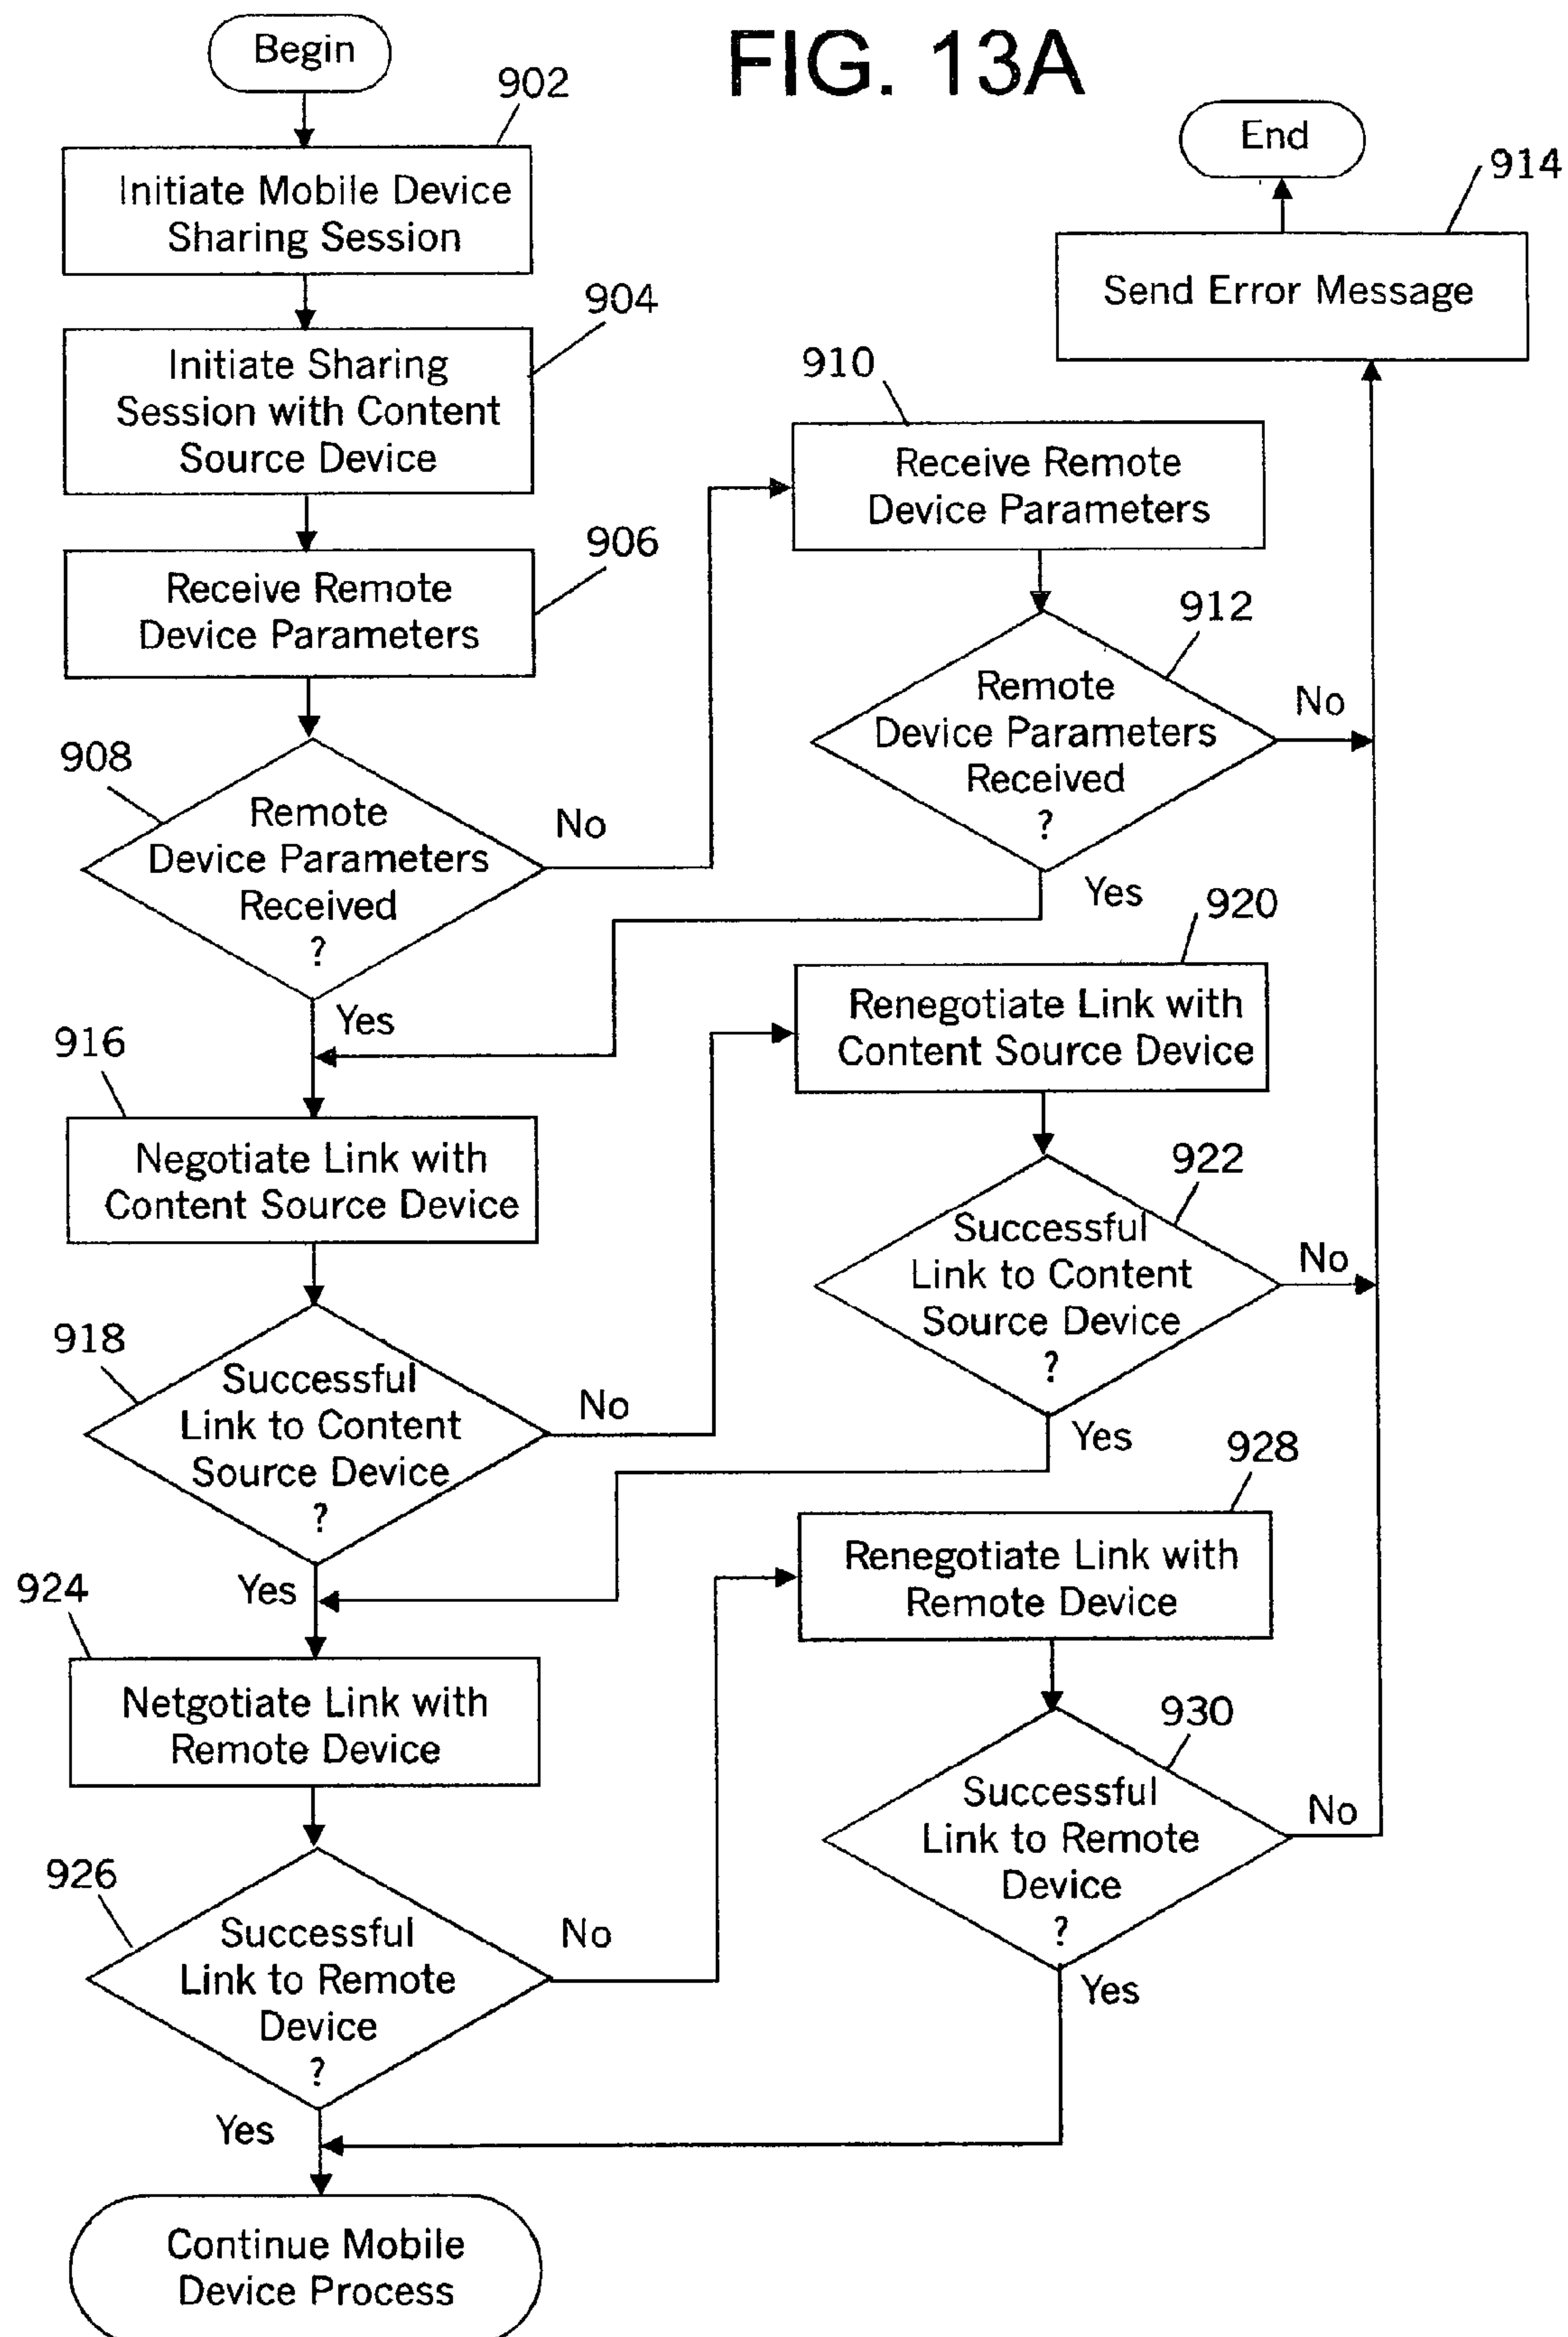 FIG. 13A
Begin
902
Initiate Mobile Device
Sharing Session
904
Initiate Sharing
Session with Content
Source Device
906
Receive Remote
Device Parameters
908
Remote
Device Parameters
Received
?
No
Yes
910
Receive Remote
Device Parameters
912
Remote
Device Parameters
Received
?
No
Yes
End
914
Send Error Message
916
Negotiate Link with
Content Source Device
918
Successful
Link to Content
Source Device
?
No
Yes
920
Renegotiate Link with
Content Source Device
922
Successful
Link to Content
Source Device
?
No
Yes
924
Netgotiate Link with
Remote Device
926
Successful
Link to Remote
Device
?
No
Yes
928
Renegotiate Link with
Remote Device
930
Successful
Link to Remote
Device
?
No
Yes
Continue Mobile
Device Process